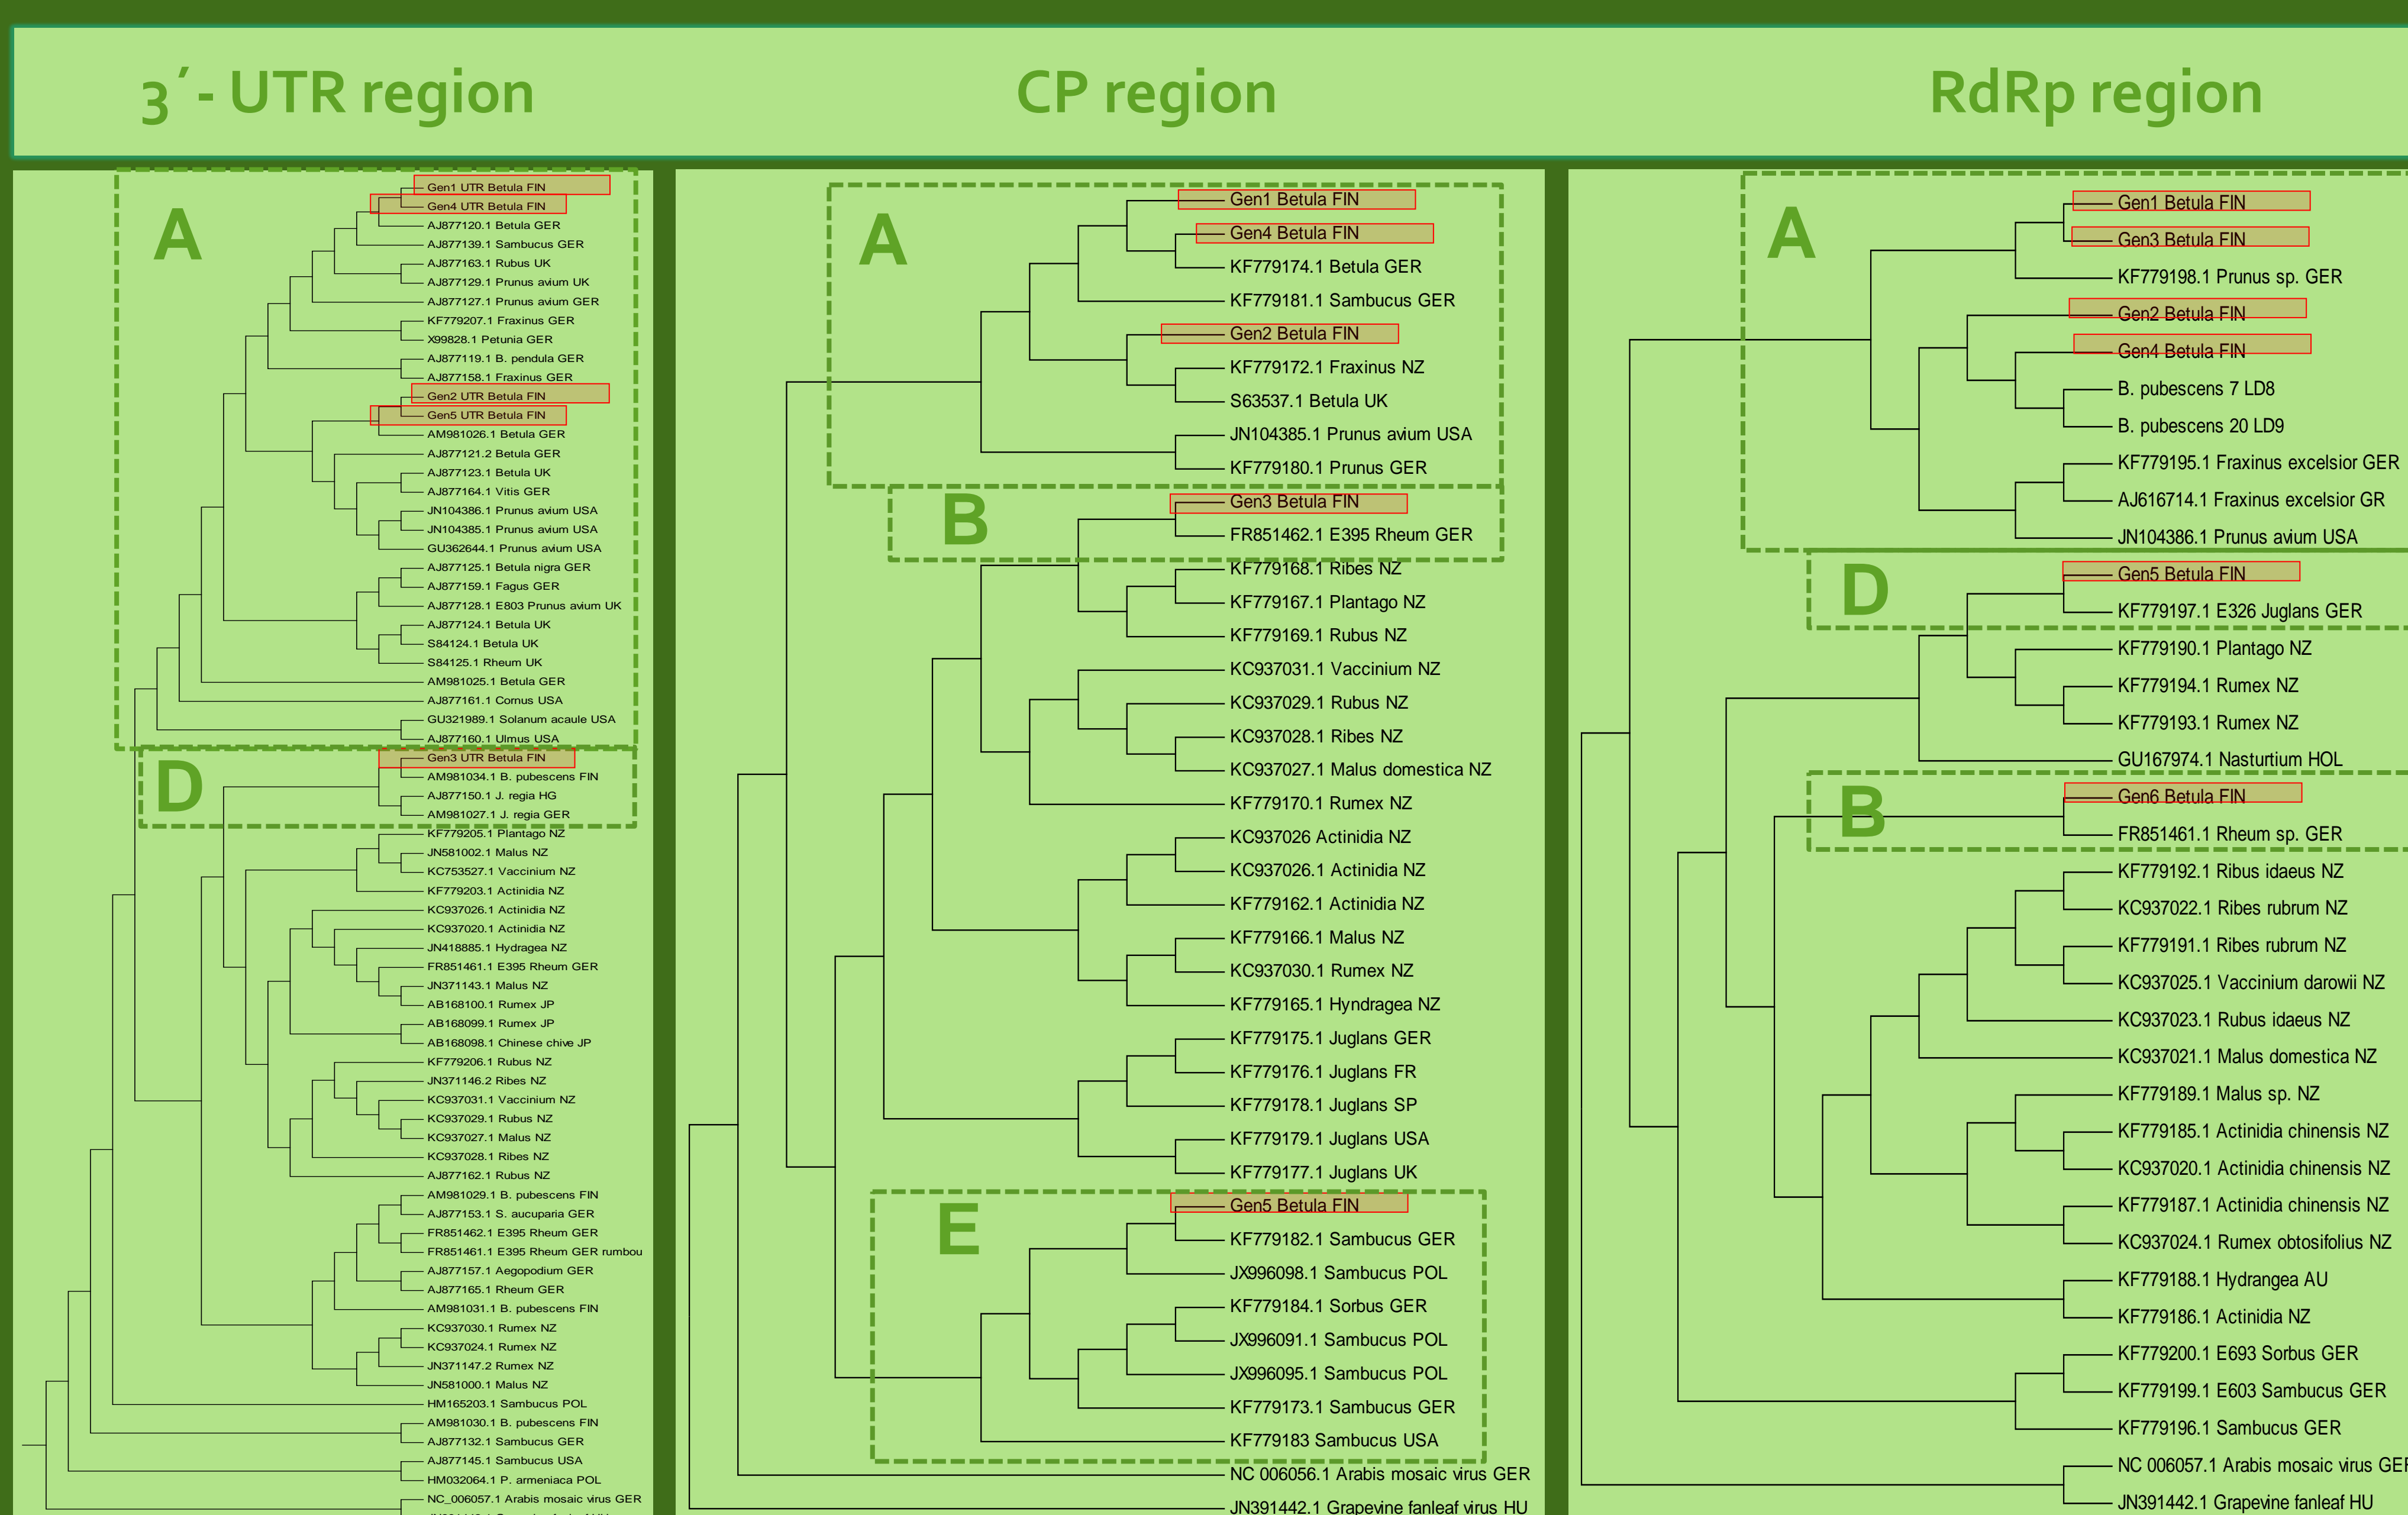 3´- UTR region
CP region
RdRp region
A
Gen1 UTR Betula FIN
Gen4 UTR Betula FIN
AJ877120.1 Betula GER
AJ877139.1 Sambucus GER
AJ877163.1 Rubus UK
AJ877129.1 Prunus avium UK
AJ877127.1 Prunus avium GER
KF779207.1 Fraxinus GER
X99828.1 Petunia GER
AJ877119.1 B. pendula GER
AJ877158.1 Fraxinus GER
Gen2 UTR Betula FIN
Gen5 UTR Betula FIN
AM981026.1 Betula GER
AJ877121.2 Betula GER
AJ877123.1 Betula UK
AJ877164.1 Vitis GER
JN104386.1 Prunus avium USA
JN104385.1 Prunus avium USA
GU362644.1 Prunus avium USA
AJ877125.1 Betula nigra GER
AJ877159.1 Fagus GER
AJ877128.1 E803 Prunus avium UK
AJ877124.1 Betula UK
S84124.1 Betula UK
S84125.1 Rheum UK
AM981025.1 Betula GER
AJ877161.1 Cornus USA
GU321989.1 Solanum acaule USA
AJ877160.1 Ulmus USA
D
Gen3 UTR Betula FIN
AM981034.1 B. pubescens FIN
AJ877150.1 J. regia HG
AM981027.1 J. regia GER
KF779205.1 Plantago NZ
JN581002.1 Malus NZ
KC753527.1 Vaccinium NZ
KF779203.1 Actinidia NZ
KC937026.1 Actinidia NZ
KC937020.1 Actinidia NZ
JN418885.1 Hydragea NZ
FR851461.1 E395 Rheum GER
JN371143.1 Malus NZ
AB168100.1 Rumex JP
AB168099.1 Rumex JP
AB168098.1 Chinese chive JP
KF779206.1 Rubus NZ
JN371146.2 Ribes NZ
KC937031.1 Vaccinium NZ
KC937029.1 Rubus NZ
KC937027.1 Malus NZ
KC937028.1 Ribes NZ
AJ877162.1 Rubus NZ
AM981029.1 B. pubescens FIN
AJ877153.1 S. aucuparia GER
FR851462.1 E395 Rheum GER
FR851461.1 E395 Rheum GER rumbou
AJ877157.1 Aegopodium GER
AJ877165.1 Rheum GER
AM981031.1 B. pubescens FIN
KC937030.1 Rumex NZ
KC937024.1 Rumex NZ
JN371147.2 Rumex NZ
JN581000.1 Malus NZ
HM165203.1 Sambucus POL
AM981030.1 B. pubescens FIN
AJ877132.1 Sambucus GER
AJ877145.1 Sambucus USA
HM032064.1 P. armeniaca POL
NC_006057.1 Arabis mosaic virus GER
A
Gen1 Betula FIN
Gen4 Betula FIN
KF779174.1 Betula GER
KF779181.1 Sambucus GER
Gen2 Betula FIN
KF779172.1 Fraxinus NZ
S63537.1 Betula UK
JN104385.1 Prunus avium USA
KF779180.1 Prunus GER
B
Gen3 Betula FIN
FR851462.1 E395 Rheum GER
KF779168.1 Ribes NZ
KF779167.1 Plantago NZ
KF779169.1 Rubus NZ
KC937031.1 Vaccinium NZ
KC937029.1 Rubus NZ
KC937028.1 Ribes NZ
KC937027.1 Malus domestica NZ
KF779170.1 Rumex NZ
KC937026 Actinidia NZ
KC937026.1 Actinidia NZ
KF779162.1 Actinidia NZ
KF779166.1 Malus NZ
KC937030.1 Rumex NZ
KF779165.1 Hyndragea NZ
KF779175.1 Juglans GER
KF779176.1 Juglans FR
KF779178.1 Juglans SP
KF779179.1 Juglans USA
KF779177.1 Juglans UK
E
Gen5 Betula FIN
KF779182.1 Sambucus GER
JX996098.1 Sambucus POL
KF779184.1 Sorbus GER
JX996091.1 Sambucus POL
JX996095.1 Sambucus POL
KF779173.1 Sambucus GER
KF779183 Sambucus USA
NC 006056.1 Arabis mosaic virus GER
JN391442.1 Grapevine fanleaf virus HU
A
Gen1 Betula FIN
Gen3 Betula FIN
KF779198.1 Prunus sp. GER
Gen2 Betula FIN
Gen4 Betula FIN
B. pubescens 7 LD8
B. pubescens 20 LD9
KF779195.1 Fraxinus excelsior GER
AJ616714.1 Fraxinus excelsior GR
JN104386.1 Prunus avium USA
D
Gen5 Betula FIN
KF779197.1 E326 Juglans GER
KF779190.1 Plantago NZ
KF779194.1 Rumex NZ
KF779193.1 Rumex NZ
GU167974.1 Nasturtium HOL
B
Gen6 Betula FIN
FR851461.1 Rheum sp. GER
KF779192.1 Ribus idaeus NZ
KC937022.1 Ribes rubrum NZ
KF779191.1 Ribes rubrum NZ
KC937025.1 Vaccinium darowii NZ
KC937023.1 Rubus idaeus NZ
KC937021.1 Malus domestica NZ
KF779189.1 Malus sp. NZ
KF779185.1 Actinidia chinensis NZ
KC937020.1 Actinidia chinensis NZ
KF779187.1 Actinidia chinensis NZ
KC937024.1 Rumex obtosifolius NZ
KF779188.1 Hydrangea AU
KF779186.1 Actinidia NZ
KF779200.1 E693 Sorbus GER
KF779199.1 E603 Sambucus GER
KF779196.1 Sambucus GER
NC 006057.1 Arabis mosaic virus GER
JN391442.1 Grapevine fanleaf HU